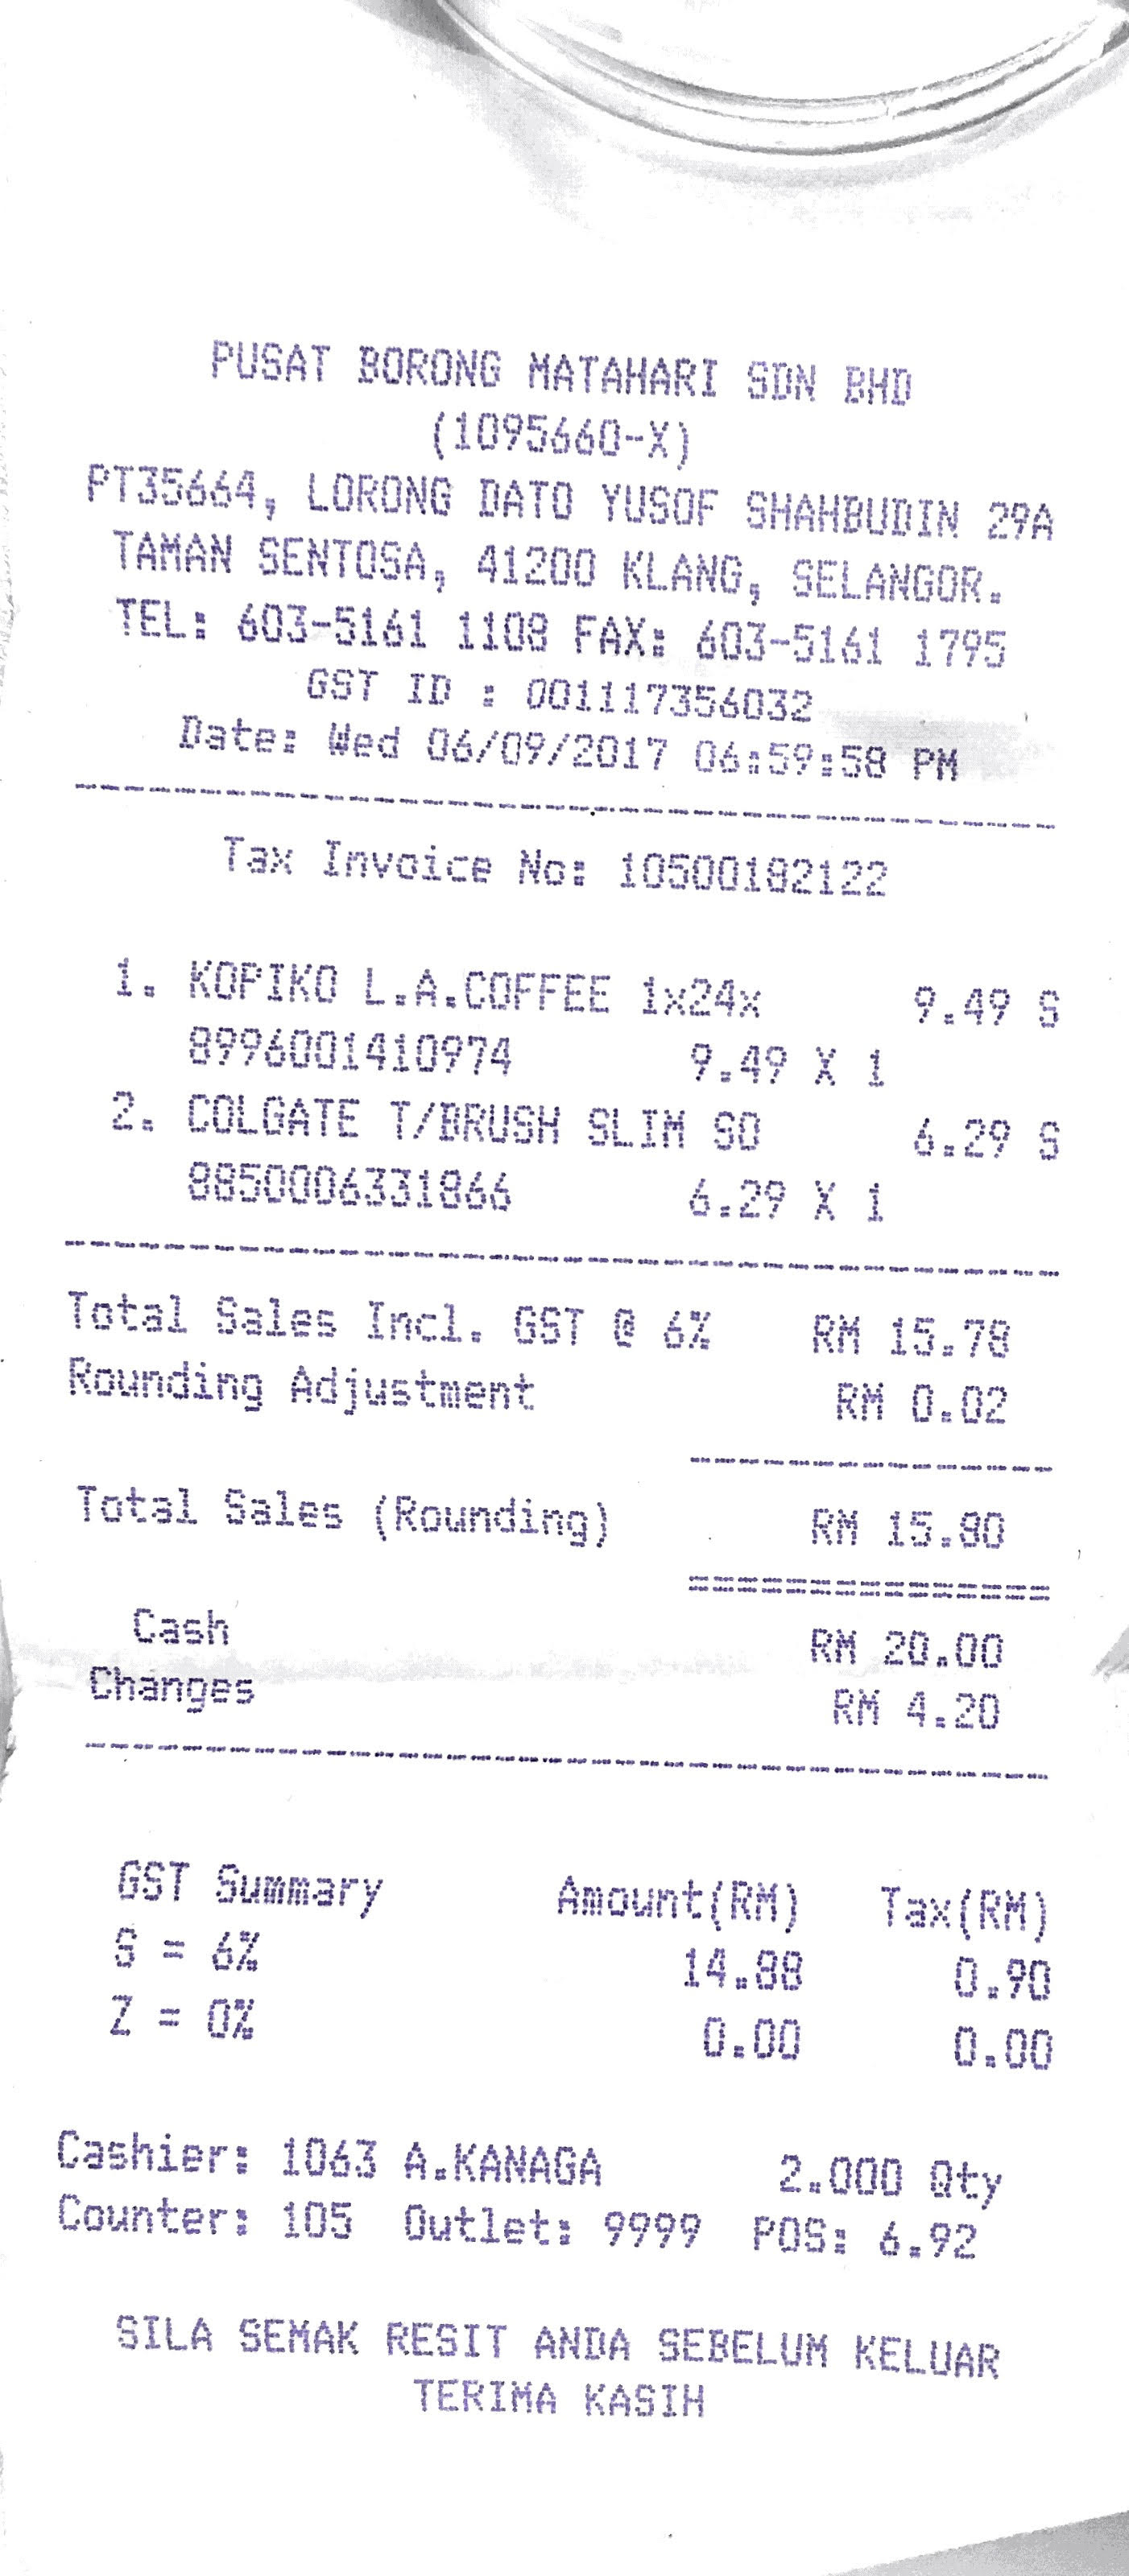 PUSAT BORONG MATAHARI SDN BHD
(1095660-X)
PT35664, LORONG DATO YUSOF SHAHBUDIN 29A
TAMAN SENTOSA, 41200 KLANG, SELANGOR.
TEL: 603-5161 1108 FAX: 603-5161 1795
GST ID : 001117356032
Date: Wed 06/09/2017 06:59:58 PM
Tax Invoice No: 10500182122
1. KOPIKO L.A.COFFEE 1x24x 9.49 S
8996001410974 9.49 X 1
2. COLGATE T/BRUSH SLIM SO 6.29 S
8850006331866 6.29 X 1
Total Sales Incl. GST @ 6% RM 15.78
Rounding Adjustment RM 0.02
Total Sales (Rounding) RM 15.80
Cash RM 20.00
Changes RM 4.20
GST Summary Amount(RM) Tax(RM)
S = 6% 14.88 0.90
Z = 0% 0.00 0.00
Cashier: 1063 A.KANAGA 2.000 Qty
Counter: 105 Outlet: 9999 POS: 6.92
SILA SEMAK RESIT ANDA SEBELUM KELUAR
TERIMA KASIH